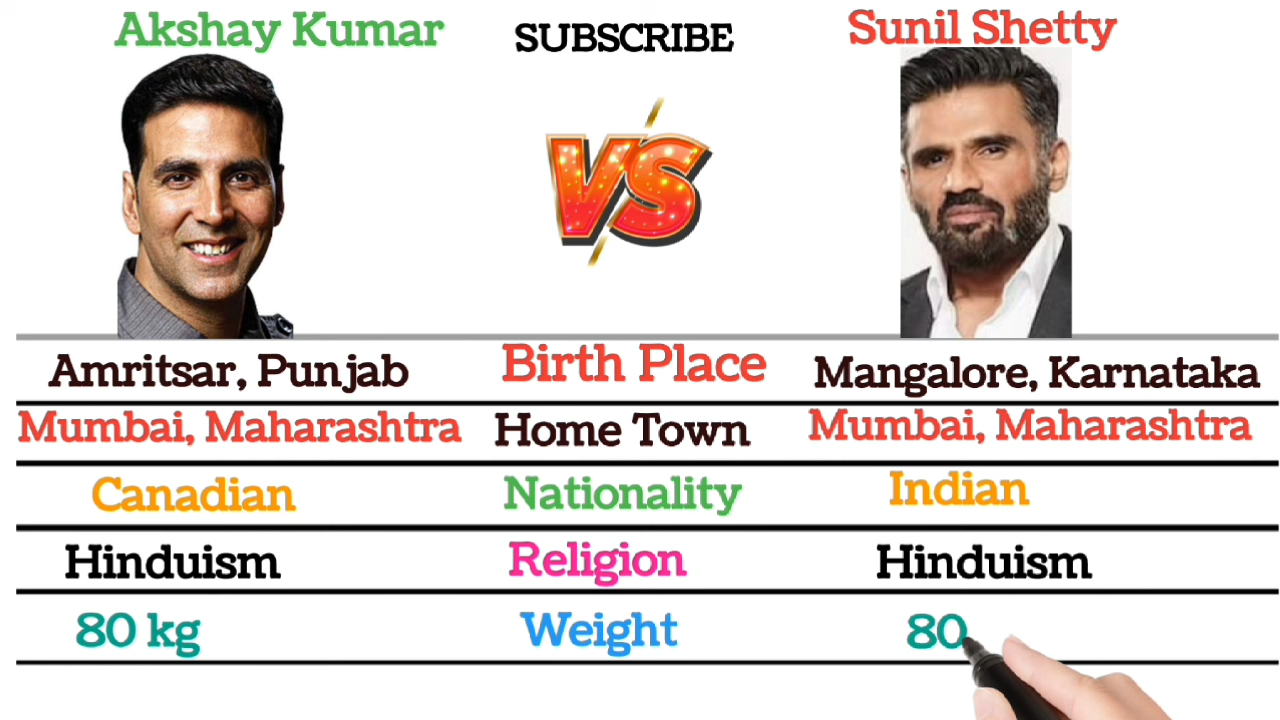 Akshay Kumar SUBSCRIBE Sunil Shetty
VS
Amritsar, Punjab Birth Place Mangalore, Karnataka
Mumbai, Maharashtra Home Town Mumbai, Maharashtra
Canadian Nationality Indian
Hinduism Religion Hinduism
80 kg Weight 80